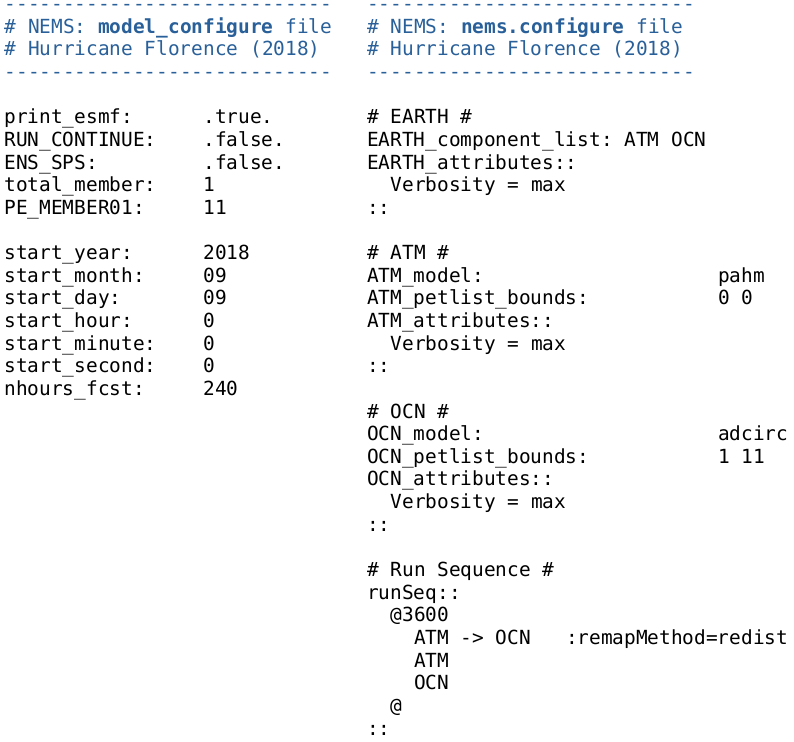 ----------------------------
# NEMS: model_configure file
# Hurricane Florence (2018)
----------------------------
print_esmf: .true.
RUN_CONTINUE: .false.
ENS_SPS: .false.
total_member: 1
PE_MEMBER01: 11
start_year: 2018
start_month: 09
start_day: 09
start_hour: 0
start_minute: 0
start_second: 0
nhours_fcst: 240
----------------------------
# NEMS: nems.configure file
# Hurricane Florence (2018)
----------------------------
# EARTH #
EARTH_component_list: ATM OCN
EARTH_attributes::
Verbosity = max
::
# ATM #
ATM_model: pahm
ATM_petlist_bounds: 0 0
ATM_attributes::
Verbosity = max
::
# OCN #
OCN_model: adcirc
OCN_petlist_bounds: 1 11
OCN_attributes::
Verbosity = max
::
# Run Sequence #
runSeq::
@3600
ATM -> OCN :remapMethod=redist
ATM
OCN
@
::